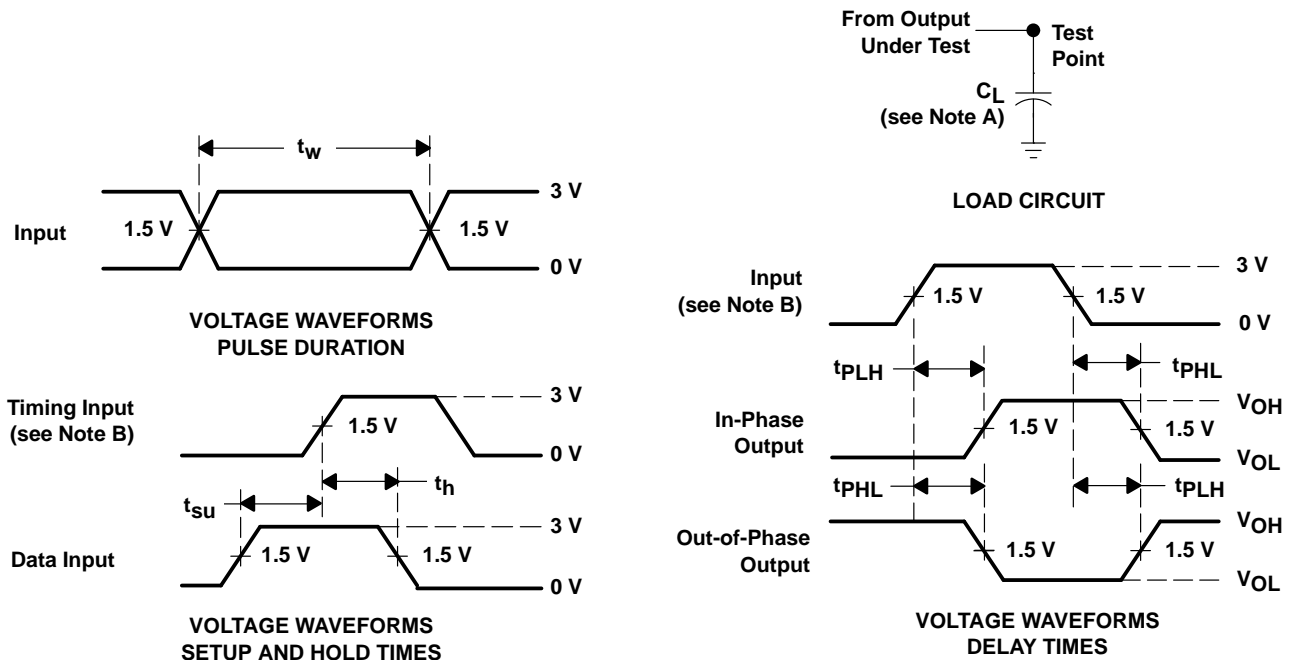 From Output
Under Test
Test
Point
CL
(see Note A)
LOAD CIRCUIT
tw
3 V
Input
1.5 V
1.5 V
0 V
VOLTAGE WAVEFORMS
PULSE DURATION
Timing Input
(see Note B)
3 V
1.5 V
0 V
th
tsu
3 V
Data Input
1.5 V
1.5 V
0 V
VOLTAGE WAVEFORMS
SETUP AND HOLD TIMES
Input
(see Note B)
3 V
1.5 V
1.5 V
0 V
tPLH
tPHL
In-Phase
Output
VOH
1.5 V
1.5 V
VOL
tPHL
tPLH
Out-of-Phase
Output
VOH
1.5 V
1.5 V
VOL
VOLTAGE WAVEFORMS
DELAY TIMES